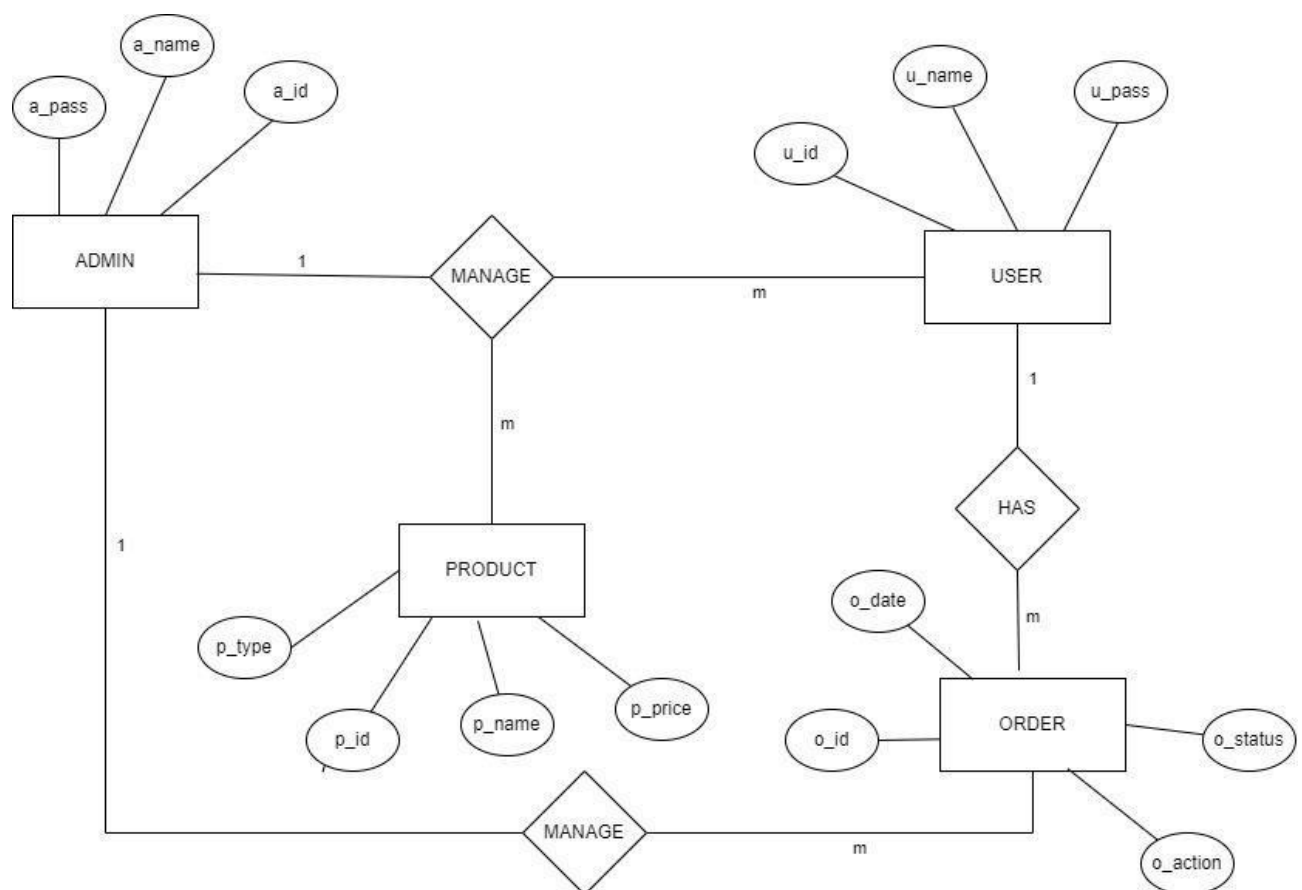 a_name
a_pass
a_id
u_name
u_pass
u_id
ADMIN
1
MANAGE
m
USER
1
m
HAS
1
PRODUCT
o_date
m
p_type
p_id
p_name
p_price
o_id
ORDER
o_status
MANAGE
m
o_action